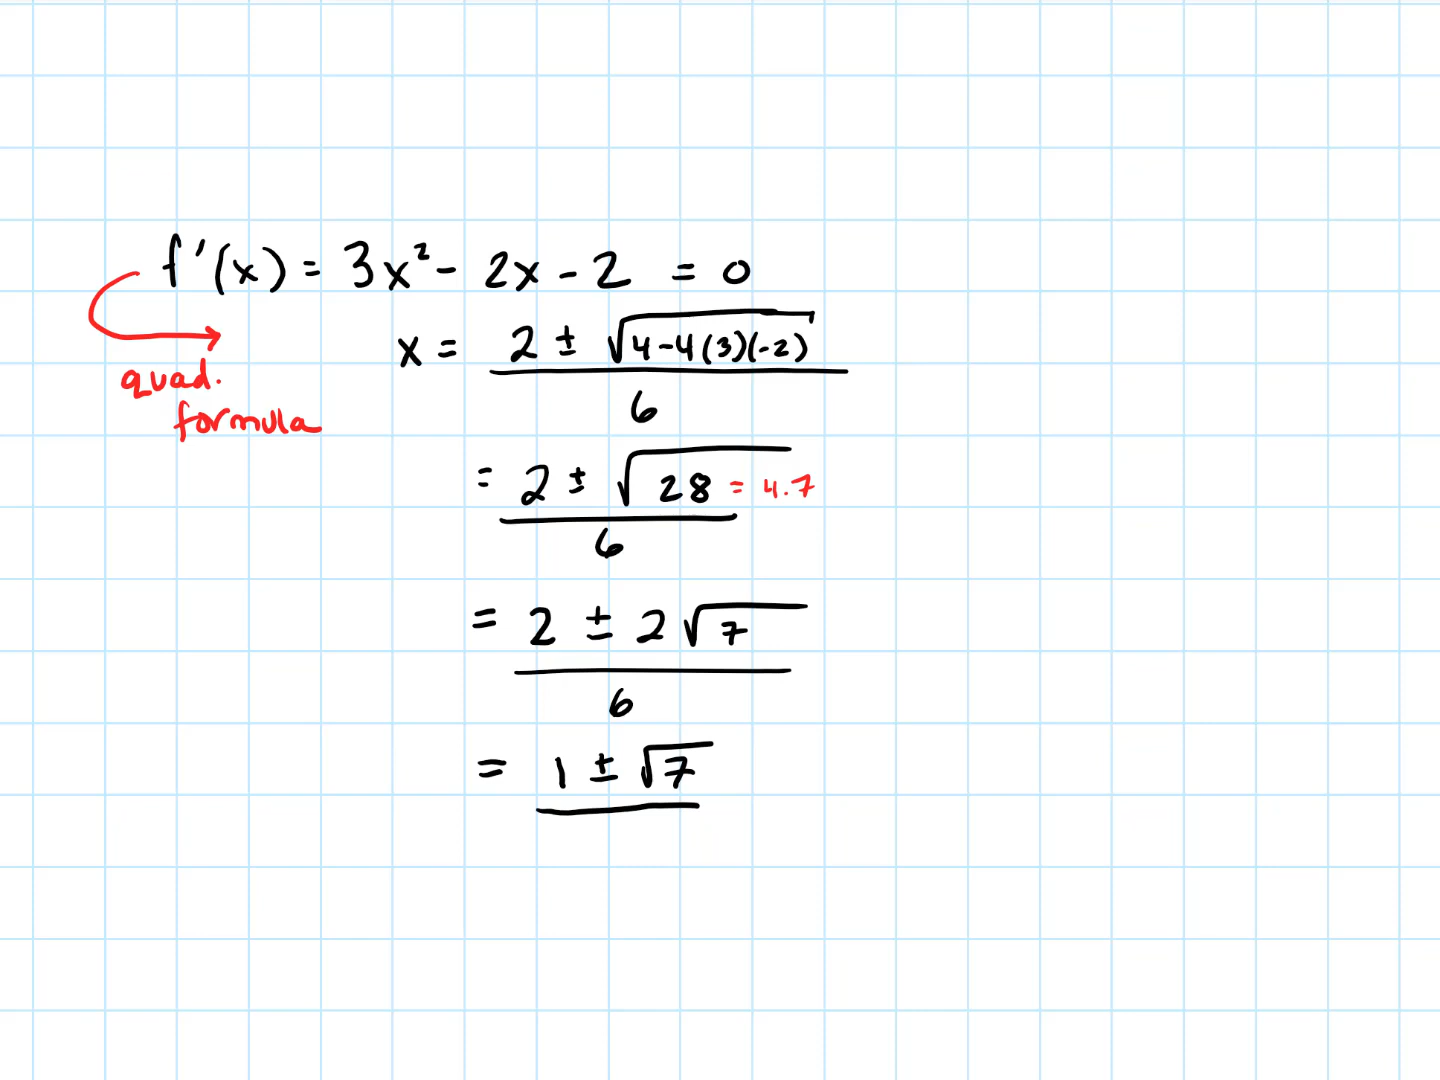 f'(x) = 3x² - 2x - 2 = 0
x = 2 ± √4-4(3)(-2)
6
quad.
formula
= 2 ± √28 = 4.7
6
= 2 ± 2√7
6
= 1 ± √7